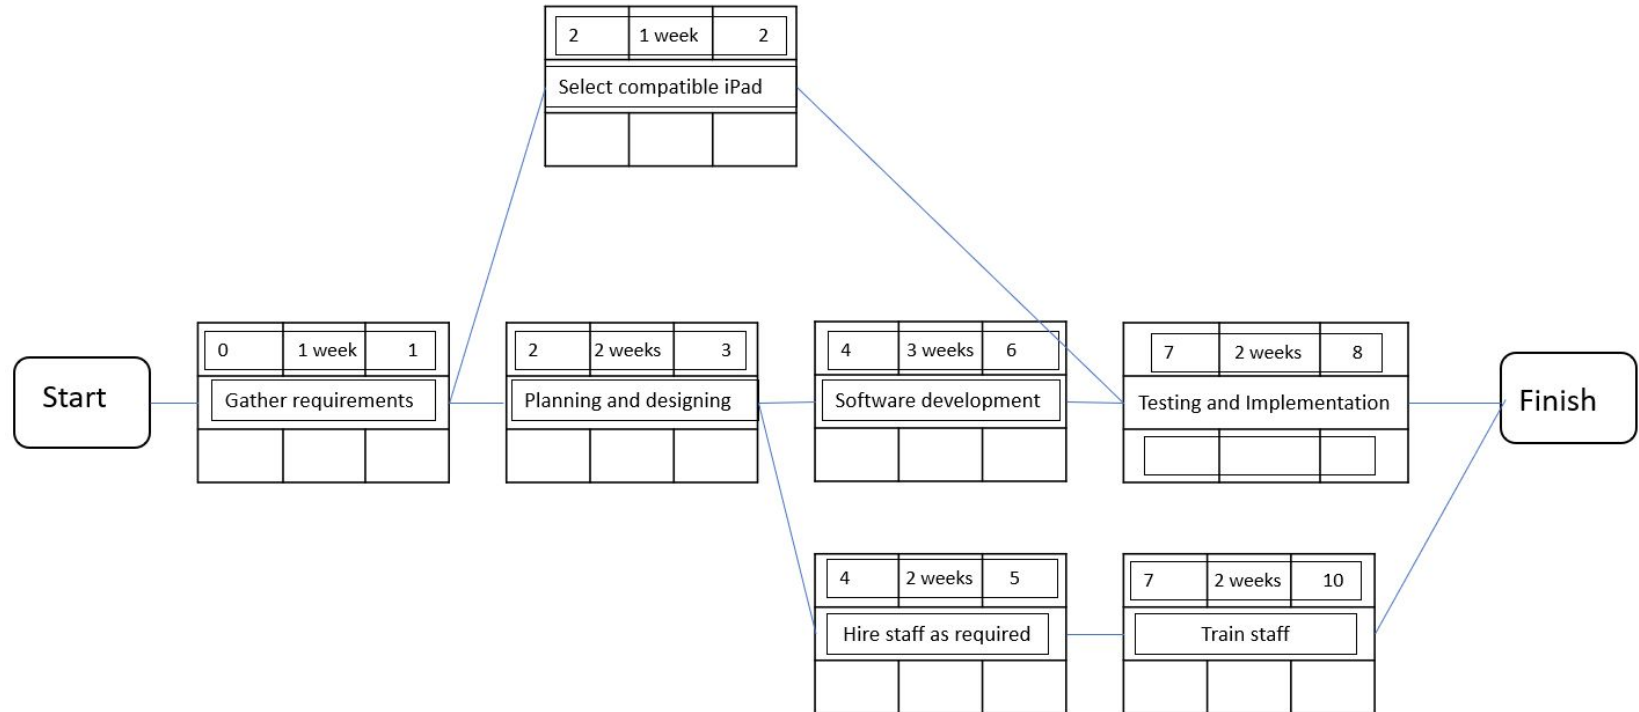 2 1 week 2
Select compatible iPad
Start
0 1 week 1
Gather requirements
2 2 weeks 3
Planning and designing
4 3 weeks 6
Software development
7 2 weeks 8
Testing and Implementation
Finish
4 2 weeks 5
Hire staff as required
7 2 weeks 10
Train staff